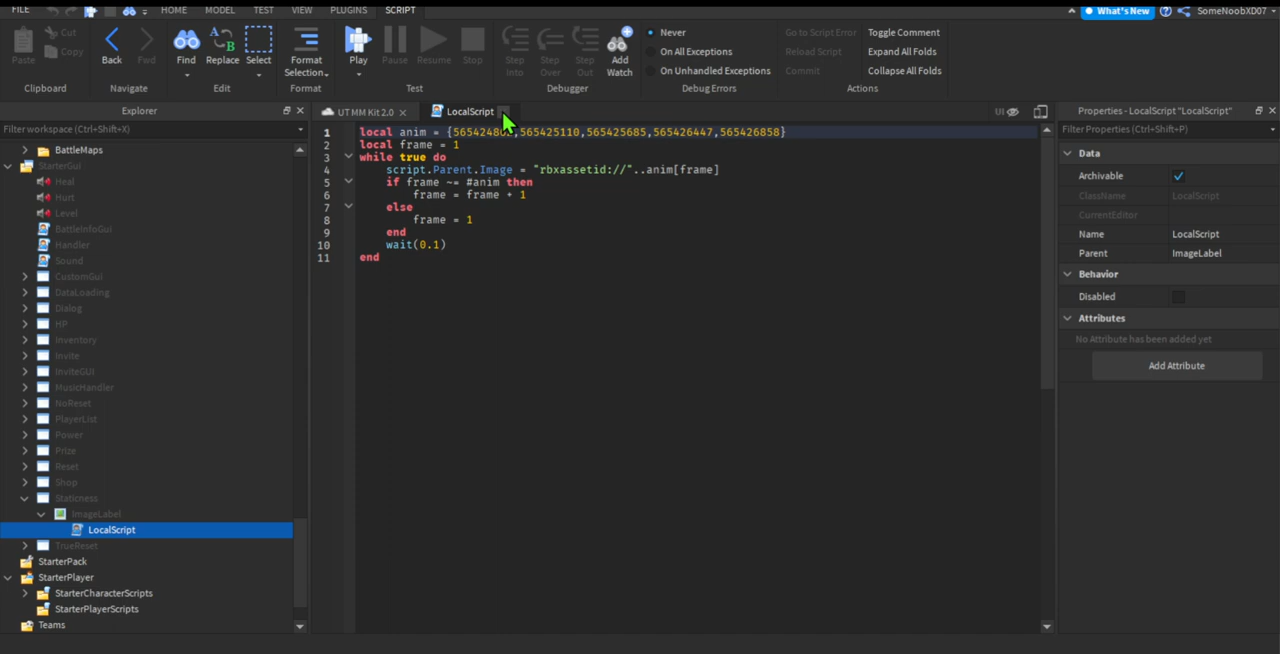 FILE HOME MODEL TEST VIEW PLUGINS SCRIPT What's New SomeNoobXD07
Paste Cut Copy Back Fwd Find Replace Select Format Selection Play Pause Resume Stop Step Into Step Over Step Out Add Watch
Never
On All Exceptions
On Unhandled Exceptions
Go to Script Error
Reload Script
Commit
Toggle Comment
Expand All Folds
Collapse All Folds
Clipboard Navigate Edit Format Test Debugger Debug Errors Actions
Explorer
Filter workspace (Ctrl+Shift+X)
BattleMaps
StarterGui
Heal
Hurt
Level
BattleInfoGui
Handler
Sound
CustomGui
DataLoading
Dialog
HP
Inventory
Invite
InviteGUI
MusicHandler
NoReset
PlayerList
Power
Prize
Reset
Shop
Staticness
ImageLabel
LocalScript
TrueReset
StarterPack
StarterPlayer
StarterCharacterScripts
StarterPlayerScripts
Teams
UTMM Kit 2.0 LocalScript UI
1 local anim = {56542480 ,565425110,565425685,565426447,565426858}
2 local frame = 1
3 while true do
4 script.Parent.Image = "rbxassetid://"..anim[frame]
5 if frame ~= #anim then
6 frame = frame + 1
7 else
8 frame = 1
9 end
10 wait(0.1)
11 end
Properties - LocalScript "LocalScript"
Filter Properties (Ctrl+Shift+P)
Data
Archivable
ClassName LocalScript
CurrentEditor
Name LocalScript
Parent ImageLabel
Behavior
Disabled
Attributes
No Attribute has been added yet
Add Attribute